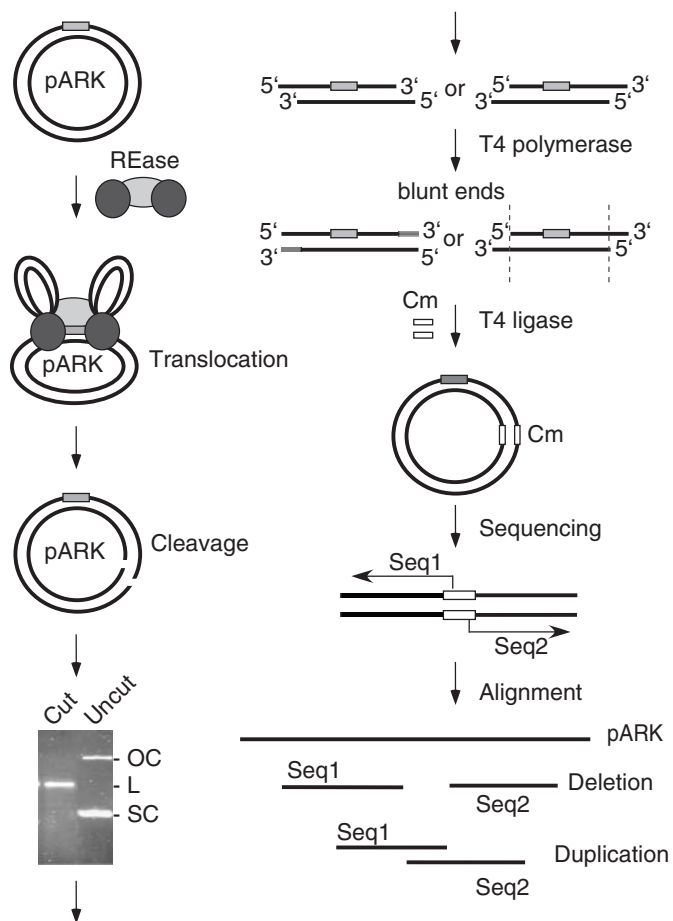 pARK
REase
pARK
Translocation
pARK
Cleavage
Cut Uncut
OC
L
SC
5‘ 3‘ or 5‘ 3‘
3‘ 5‘ 5‘
T4 polymerase
blunt ends
5‘ 3‘ or 5‘ 3‘
3‘ 5‘ 5‘
Cm
T4 ligase
Cm
Sequencing
Seq1
Seq2
Alignment
pARK
Seq1
Deletion
Seq2
Seq1
Duplication
Seq2